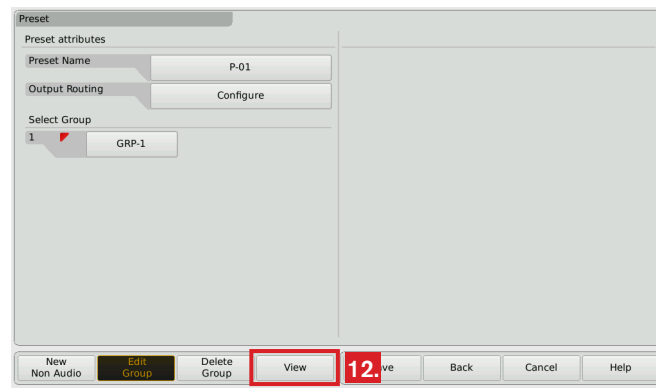 Preset
Preset attributes
Preset Name
P-01
Output Routing
Configure
Select Group
1
GRP-1
New
Non Audio
Edit
Group
Delete
Group
View
12.
ve
Back
Cancel
Help